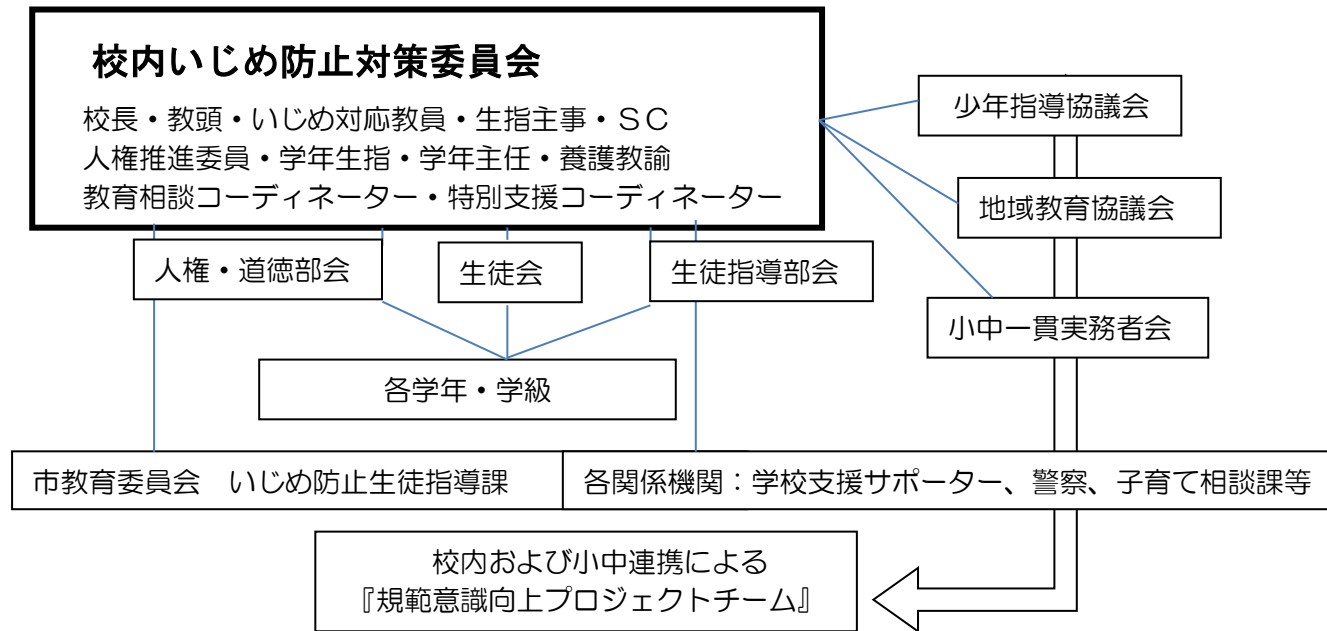 校内いじめ防止対策委員会
校長・教頭・いじめ対応教員・生指主事・ＳＣ
人権推進委員・学年生指・学年主任・養護教諭
教育相談コーディネーター・特別支援コーディネーター
少年指導協議会
地域教育協議会
小中一貫実務者会
人権・道徳部会
生徒会
生徒指導部会
各学年・学級
市教育委員会　いじめ防止生徒指導課
各関係機関：学校支援サポーター、警察、子育て相談課等
校内および小中連携による
『規範意識向上プロジェクトチーム』